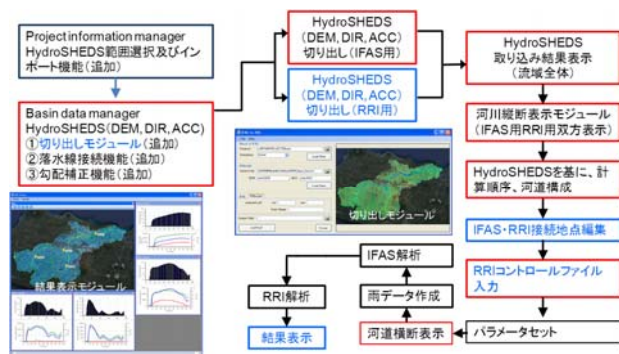 Project information manager
HydroSHEDS範囲選択及びイン
ポート機能(追加)
Basin data manager
HydroSHEDS(DEM, DIR, ACC)
①切り出しモジュール(追加)
②落水線接続機能(追加)
③勾配補正機能(追加)
HydroSHEDS
(DEM, DIR, ACC)
切り出し(IFAS用)
HydroSHEDS
(DEM, DIR, ACC)
切り出し(RRI用)
HydroSHEDS
取り込み結果表示
(流域全体)
河川縦断表示モジュール
(IFAS用RRI用双方表示)
HydroSHEDSを基に、計
算順序、河道構成
IFAS・RRI接続地点編集
RRIコントロールファイル
入力
パラメータセット
河道横断表示
雨データ作成
IFAS解析
RRI解析
結果表示
切り出しモジュール
結果表示モジュール